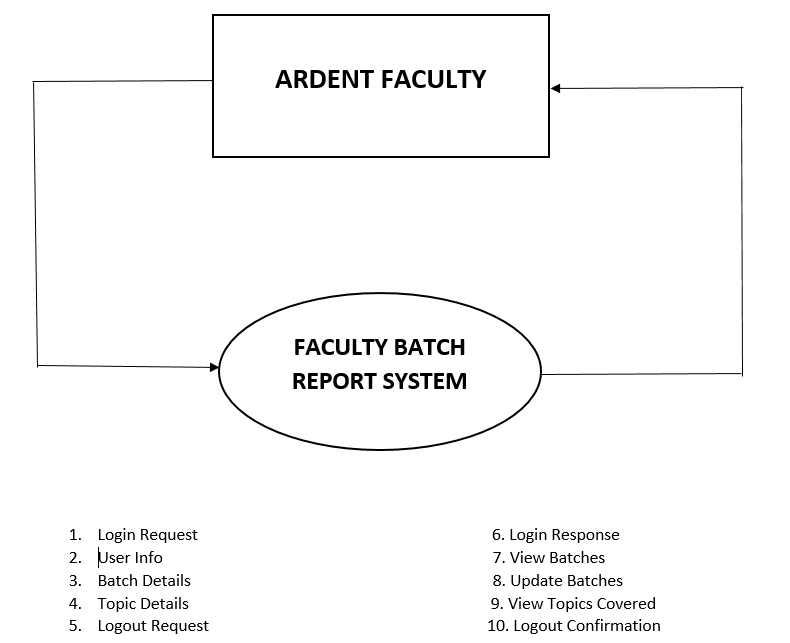 ARDENT FACULTY
FACULTY BATCH
REPORT SYSTEM
1. Login Request
2. User Info
3. Batch Details
4. Topic Details
5. Logout Request
6. Login Response
7. View Batches
8. Update Batches
9. View Topics Covered
10. Logout Confirmation